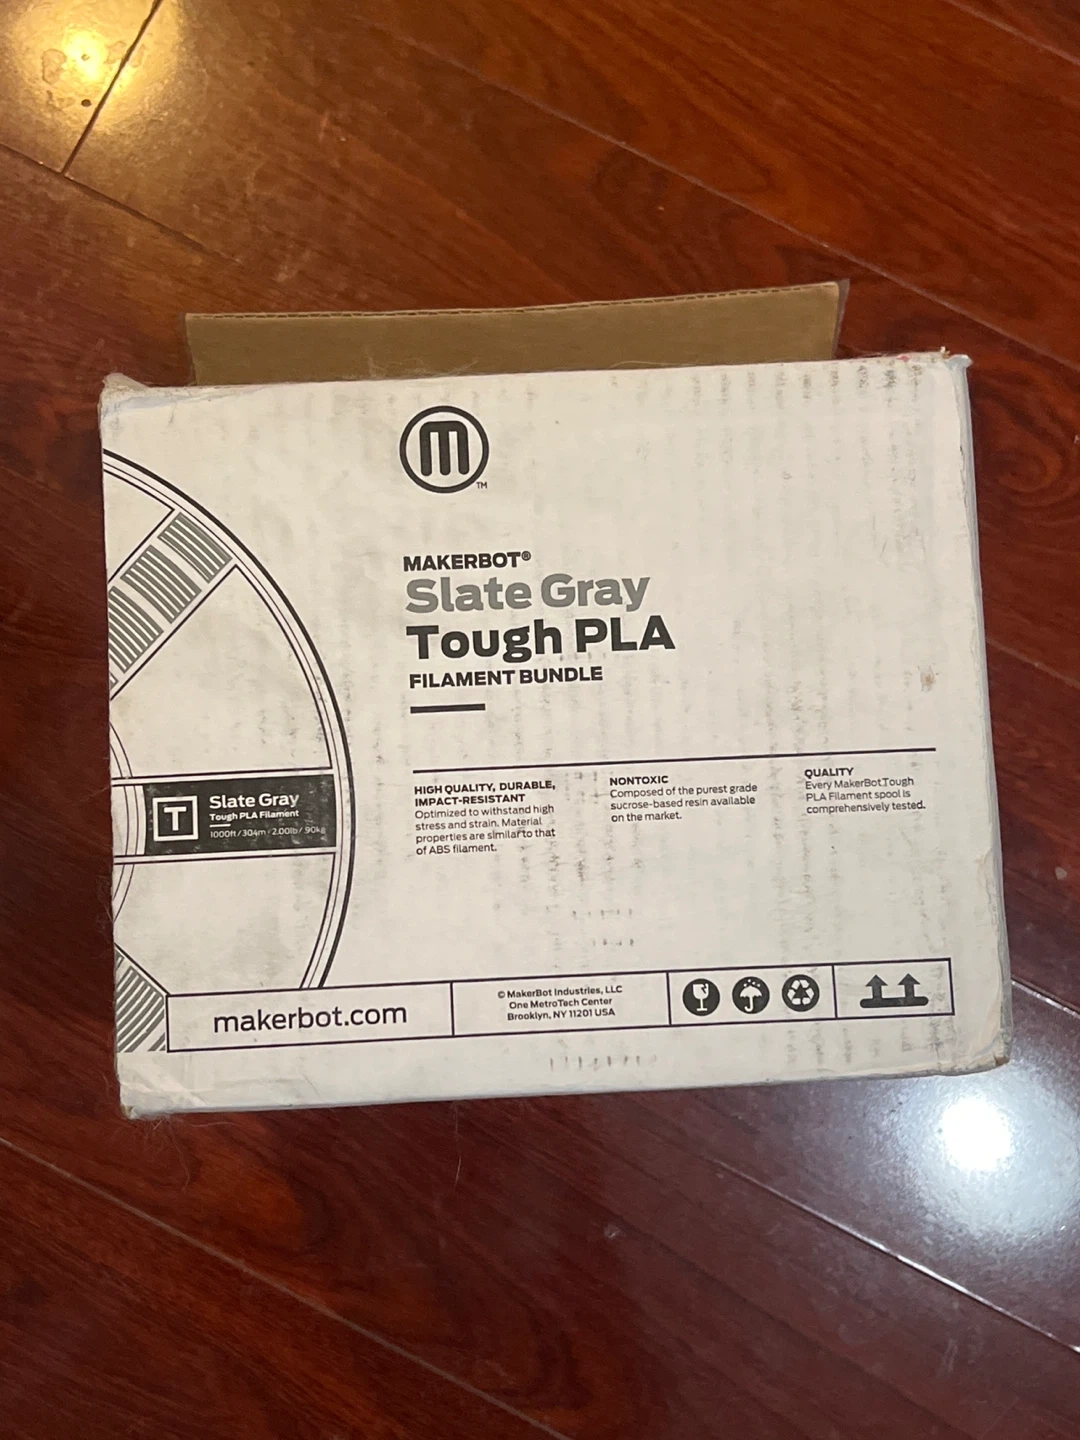 M
TM
MAKERBOT®
Slate Gray
Tough PLA
FILAMENT BUNDLE
HIGH QUALITY, DURABLE,
IMPACT-RESISTANT
Optimized to withstand high
stress and strain. Material
properties are similar to that
of ABS filament.
NONTOXIC
Composed of the purest grade
sucrose-based resin available
on the market.
QUALITY
Every MakerBot Tough
PLA Filament spool is
comprehensively tested.
T
Slate Gray
Tough PLA Filament
1000ft / 304m · 2.00lb / .90kg
makerbot.com
© MakerBot Industries, LLC
One MetroTech Center
Brooklyn, NY 11201 USA